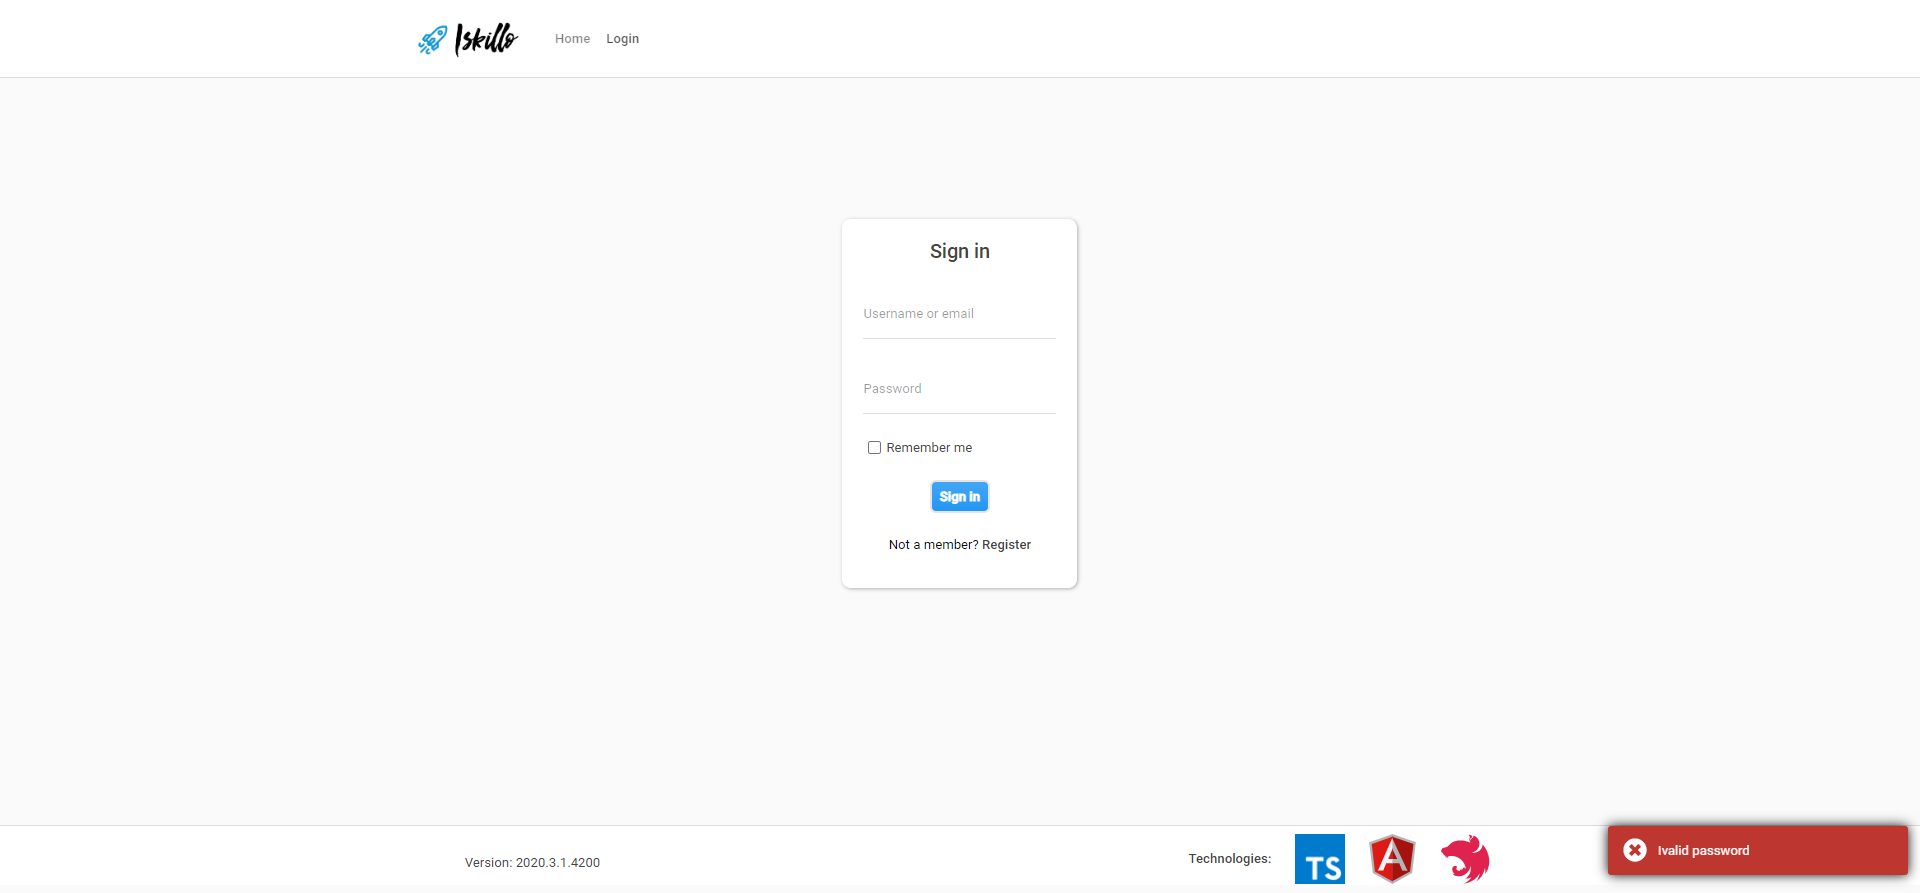 Iskillo Home Login
Sign in
Username or email
Password
Remember me
Sign in
Not a member? Register
Version: 2020.3.1.4200
Technologies:
TS
A
Ivalid password